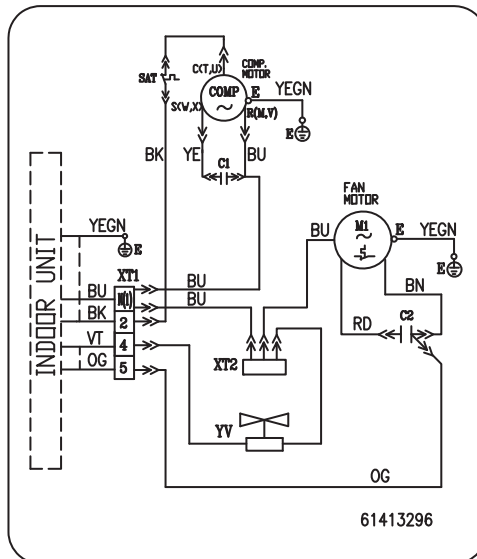 C(T,U)
COMP.
MOTOR
SAT
COMP
~
E
YEGN
S(W,X)
R(M,V)
E
BK
YE
C1
BU
FAN
MOTOR
YEGN
BU
M1
~
E
YEGN
E
XT1
E
BU
BU
N(1)
BU
BN
BK
2
C2
RD
VT
4
XT2
OG
5
INDOOR UNIT
YV
OG
61413296